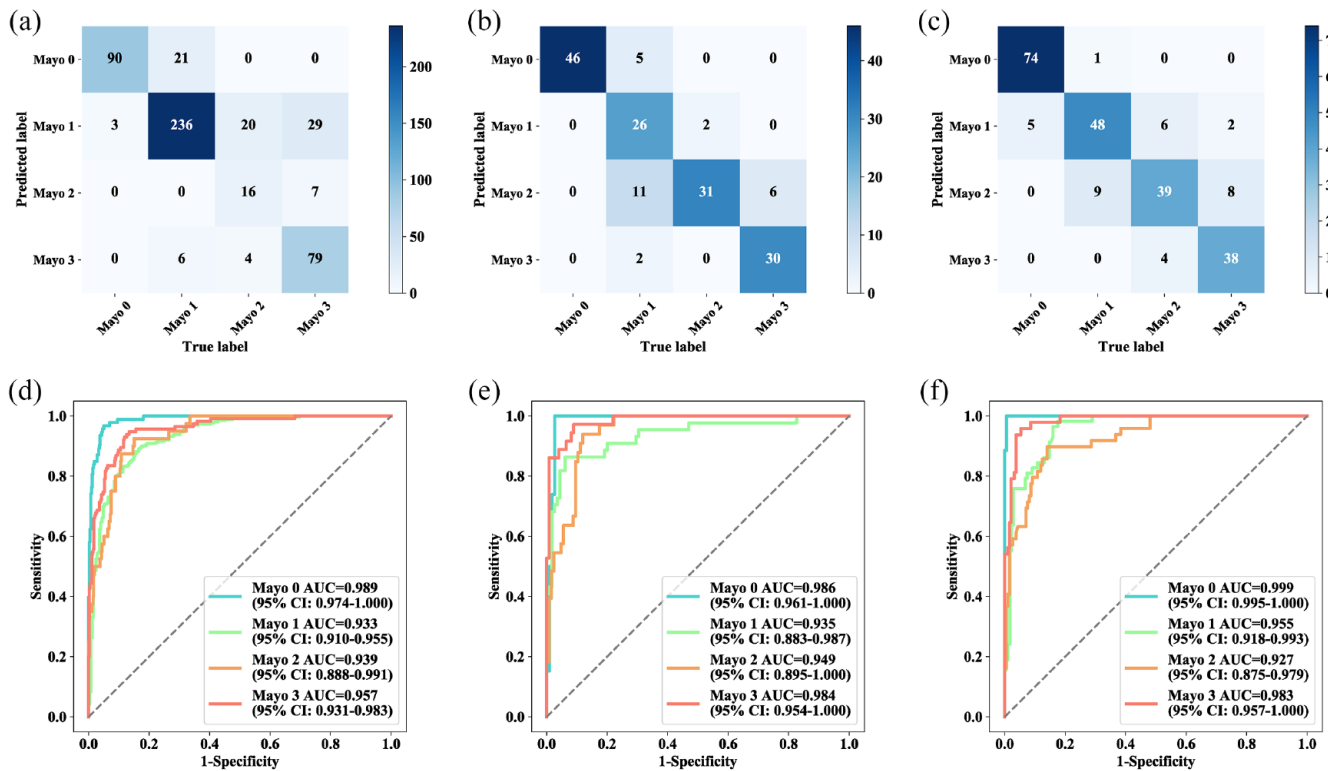 (a)
Mayo 0 90 21 0 0
Mayo 1 3 236 20 29
Mayo 2 0 0 16 7
Mayo 3 0 6 4 79
Predicted label
Mayo 0 Mayo 1 Mayo 2 Mayo 3
True label
200
150
100
50
0
(b)
Mayo 0 46 5 0 0
Mayo 1 0 26 2 0
Mayo 2 0 11 31 6
Mayo 3 0 2 0 30
Predicted label
Mayo 0 Mayo 1 Mayo 2 Mayo 3
True label
40
35
30
25
20
15
10
5
0
(c)
Mayo 0 74 1 0 0
Mayo 1 5 48 6 2
Mayo 2 0 9 39 8
Mayo 3 0 0 4 38
Predicted label
Mayo 0 Mayo 1 Mayo 2 Mayo 3
True label
(d)
1.0
0.8
0.6
0.4
0.2
0.0
Sensitivity
Mayo 0 AUC=0.989
(95% CI: 0.974-1.000)
Mayo 1 AUC=0.933
(95% CI: 0.910-0.955)
Mayo 2 AUC=0.939
(95% CI: 0.888-0.991)
Mayo 3 AUC=0.957
(95% CI: 0.931-0.983)
0.0 0.2 0.4 0.6 0.8 1.0
1-Specificity
(e)
1.0
0.8
0.6
0.4
0.2
0.0
Sensitivity
Mayo 0 AUC=0.986
(95% CI: 0.961-1.000)
Mayo 1 AUC=0.935
(95% CI: 0.883-0.987)
Mayo 2 AUC=0.949
(95% CI: 0.895-1.000)
Mayo 3 AUC=0.984
(95% CI: 0.954-1.000)
0.0 0.2 0.4 0.6 0.8 1.0
1-Specificity
(f)
1.0
0.8
0.6
0.4
0.2
0.0
Sensitivity
Mayo 0 AUC=0.999
(95% CI: 0.995-1.000)
Mayo 1 AUC=0.955
(95% CI: 0.918-0.993)
Mayo 2 AUC=0.927
(95% CI: 0.875-0.979)
Mayo 3 AUC=0.983
(95% CI: 0.957-1.000)
0.0 0.2 0.4 0.6 0.8 1.0
1-Specificity